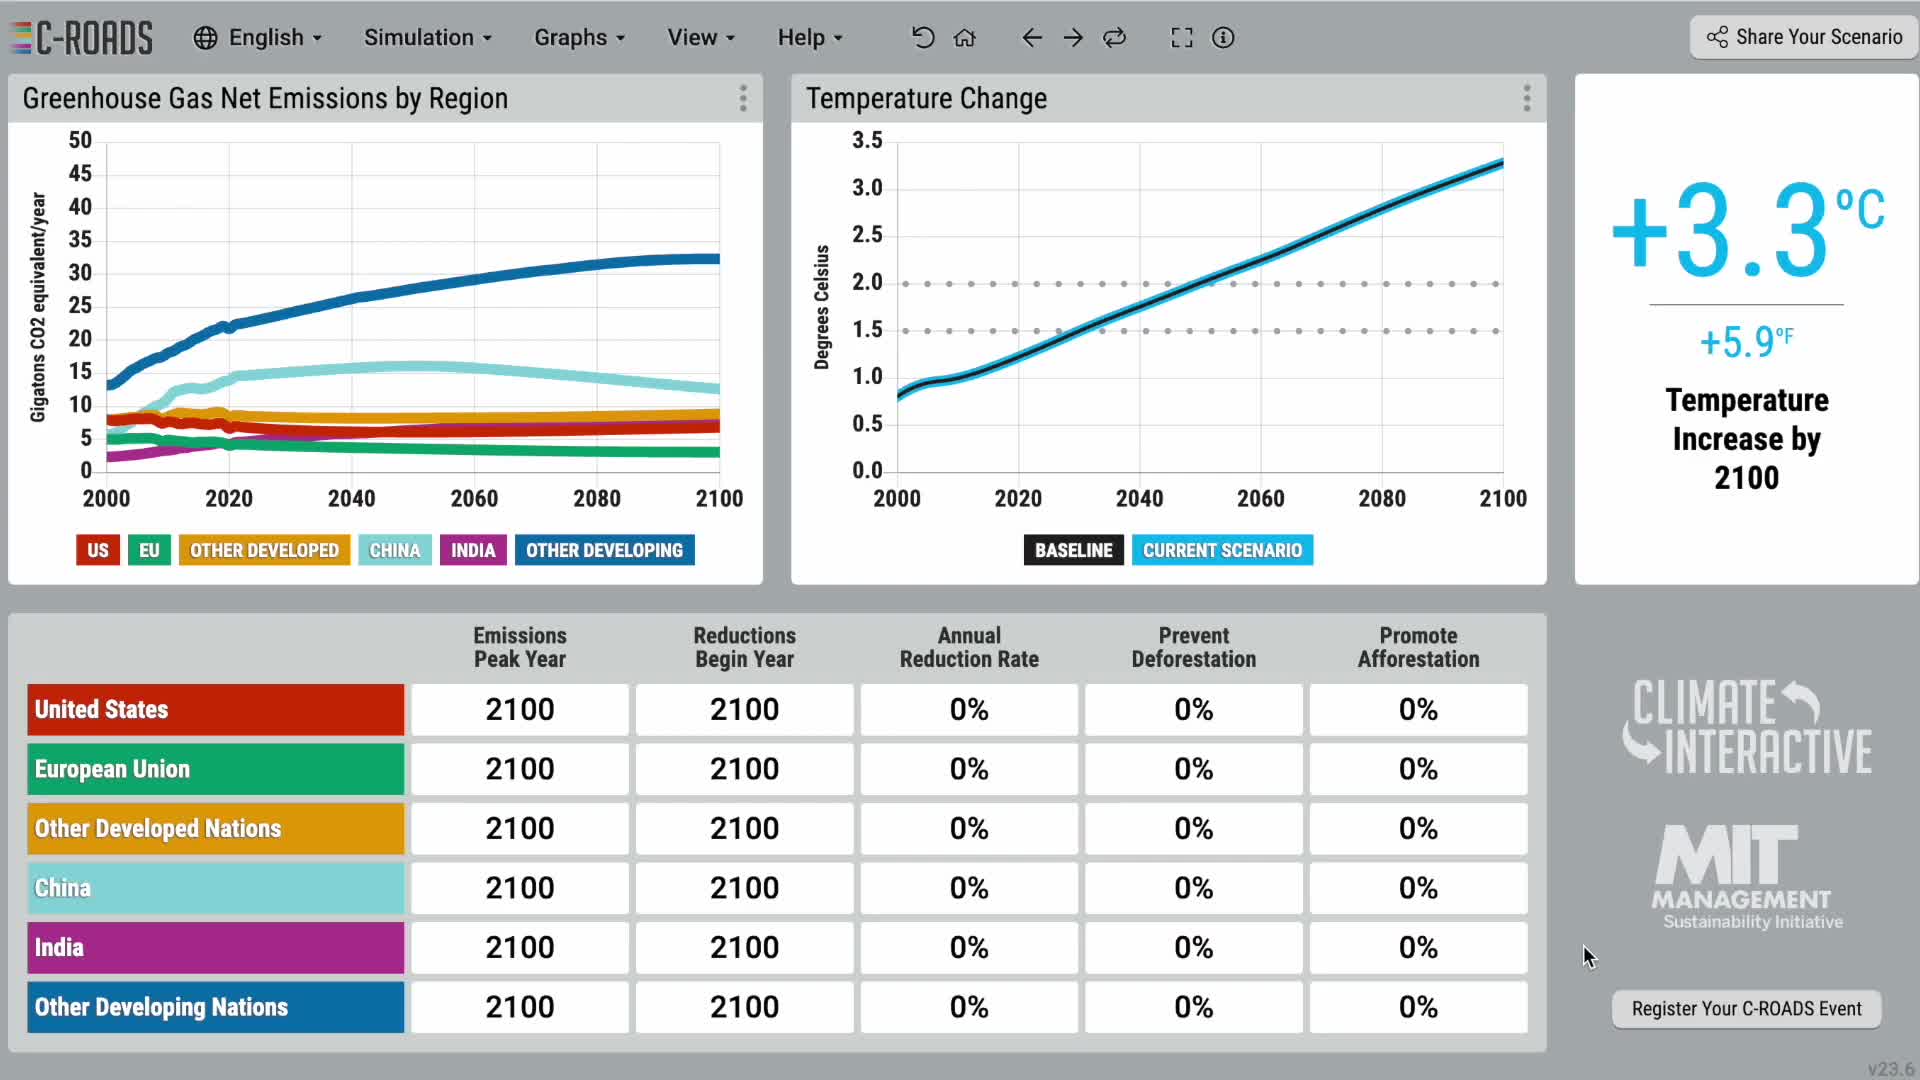 C-ROADS
English
Simulation
Graphs
View
Help
Share Your Scenario
Greenhouse Gas Net Emissions by Region
Gigatons CO2 equivalent/year
50
45
40
35
30
25
20
15
10
5
0
2000 2020 2040 2060 2080 2100
US EU OTHER DEVELOPED CHINA INDIA OTHER DEVELOPING
Temperature Change
Degrees Celsius
3.5
3.0
2.5
2.0
1.5
1.0
0.5
0.0
2000 2020 2040 2060 2080 2100
BASELINE CURRENT SCENARIO
+3.3ºC
+5.9ºF
Temperature
Increase by
2100
Emissions
Peak Year
Reductions
Begin Year
Annual
Reduction Rate
Prevent
Deforestation
Promote
Afforestation
United States 2100 2100 0% 0% 0%
European Union 2100 2100 0% 0% 0%
Other Developed Nations 2100 2100 0% 0% 0%
China 2100 2100 0% 0% 0%
India 2100 2100 0% 0% 0%
Other Developing Nations 2100 2100 0% 0% 0%
CLIMATE
INTERACTIVE
MIT
MANAGEMENT
Sustainability Initiative
Register Your C-ROADS Event
v23.6